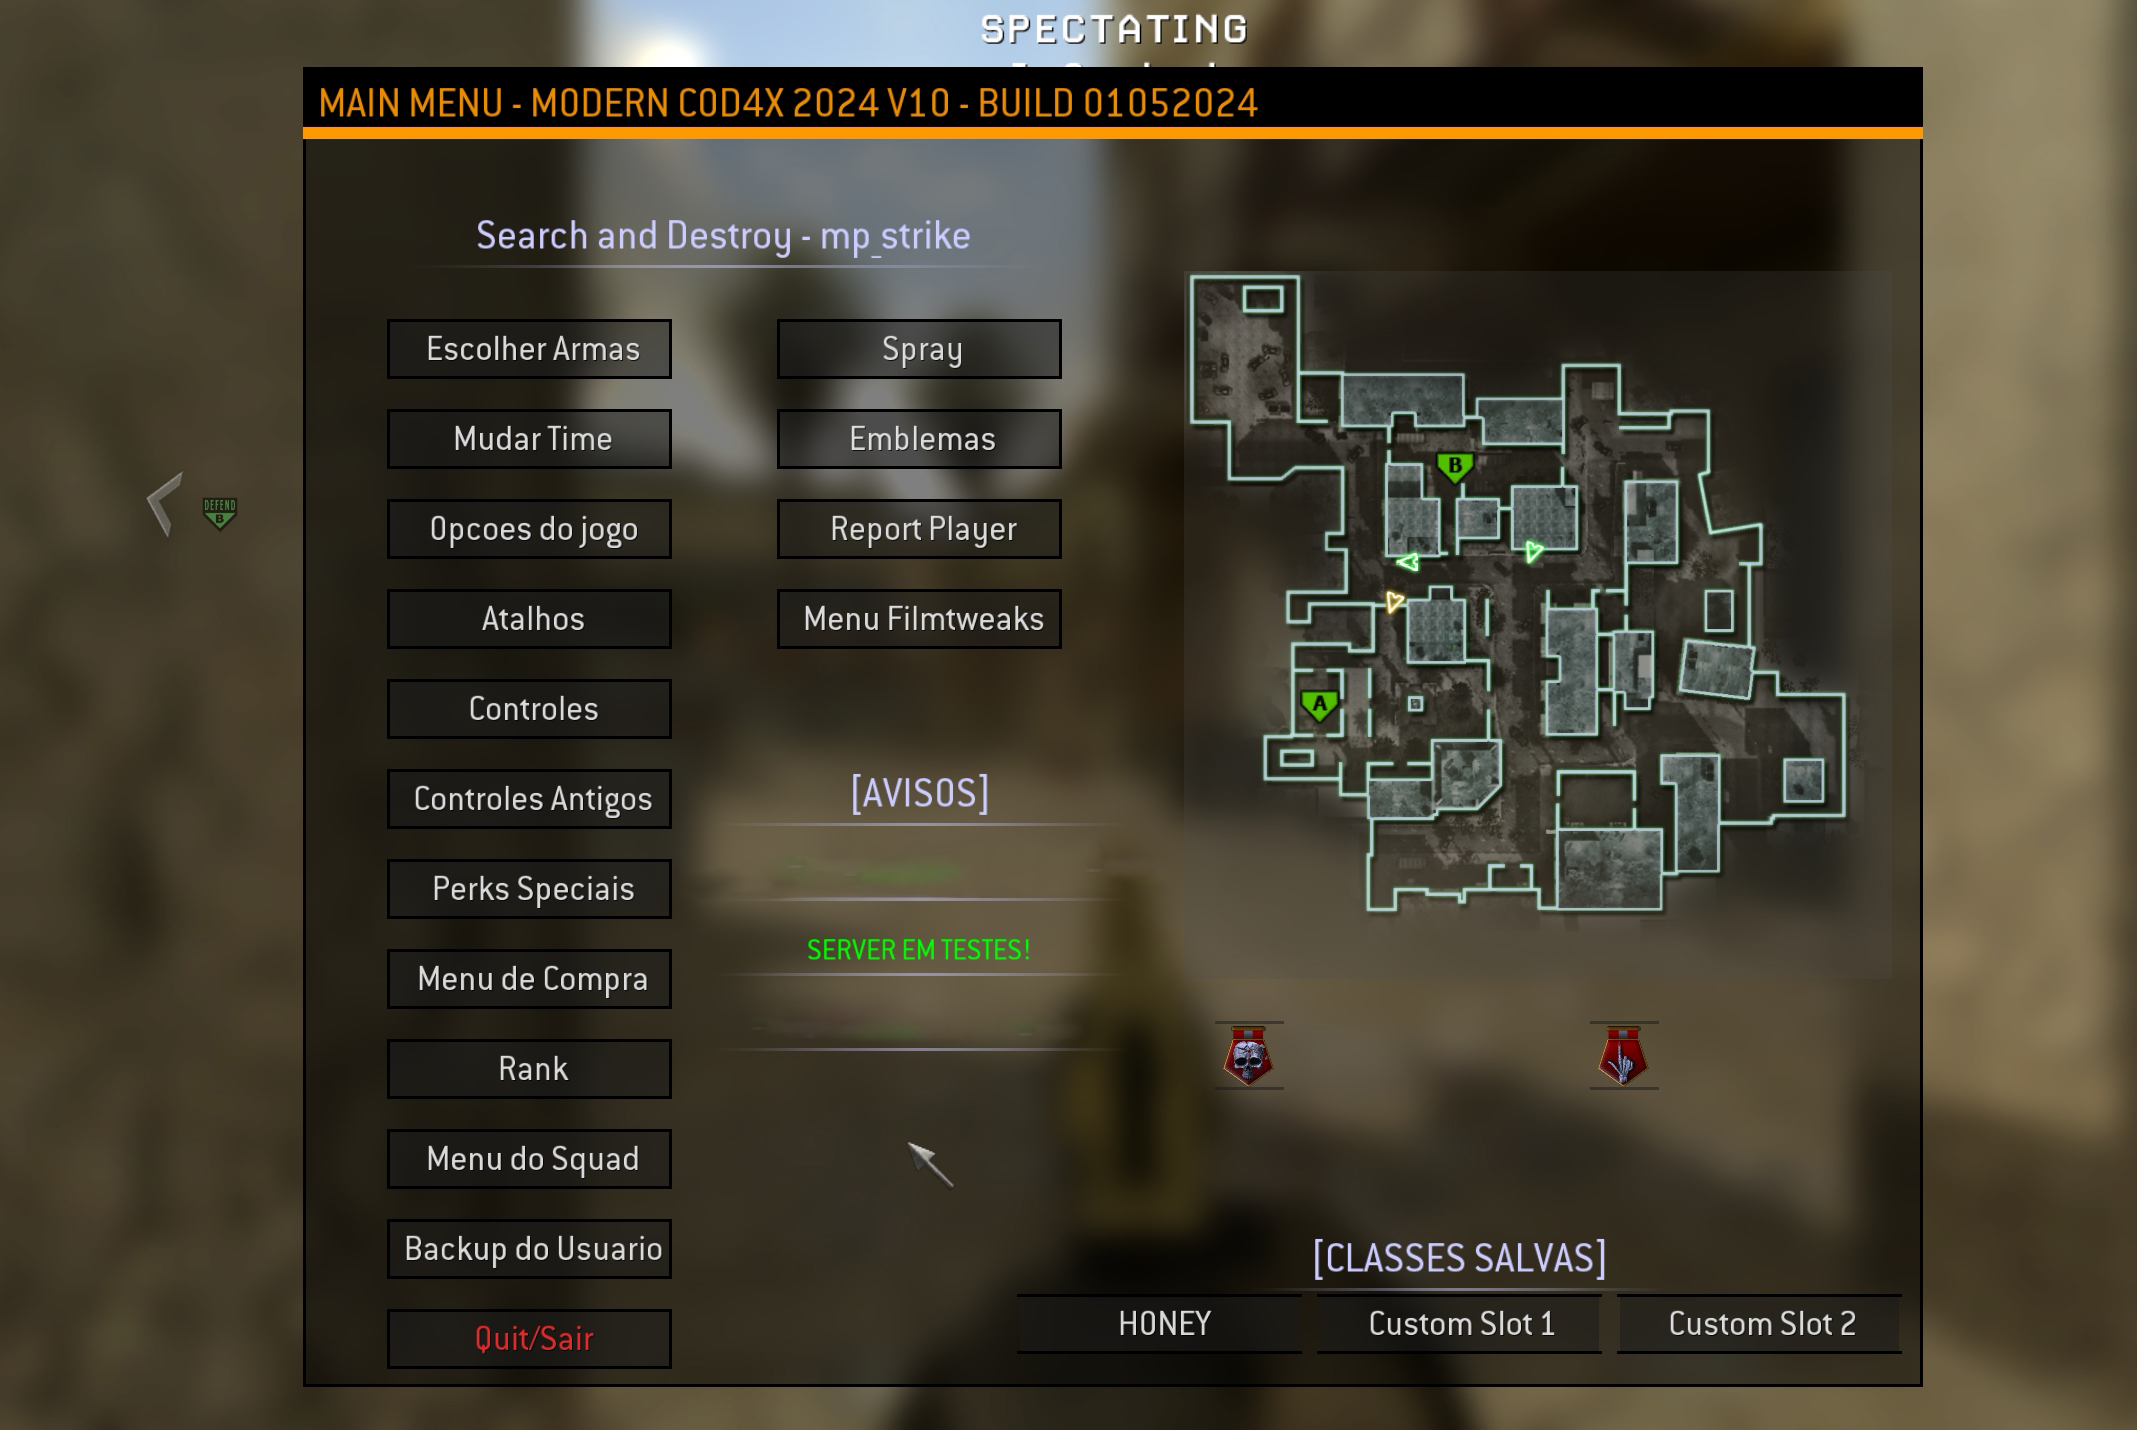 SPECTATING
MAIN MENU - MODERN COD4X 2024 V10 - BUILD 01052024
Search and Destroy - mp_strike
Escolher Armas
Spray
Mudar Time
Emblemas
Opcoes do jogo
Report Player
Atalhos
Menu Filmtweaks
Controles
Controles Antigos
Perks Speciais
Menu de Compra
Rank
Menu do Squad
Backup do Usuario
Quit/Sair
[AVISOS]
SERVER EM TESTES!
DEFEND
B
B
A
[CLASSES SALVAS]
HONEY
Custom Slot 1
Custom Slot 2